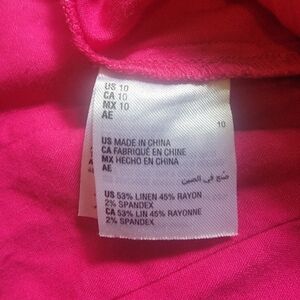 US 10
CA 10
MX 10
AE
10
US MADE IN CHINA
CA FABRIQUÉ EN CHINE
MX HECHO EN CHINA
AE
صنع في الصين
US 53% LINEN 45% RAYON
2% SPANDEX
CA 53% LIN 45% RAYONNE
2% SPANDEX